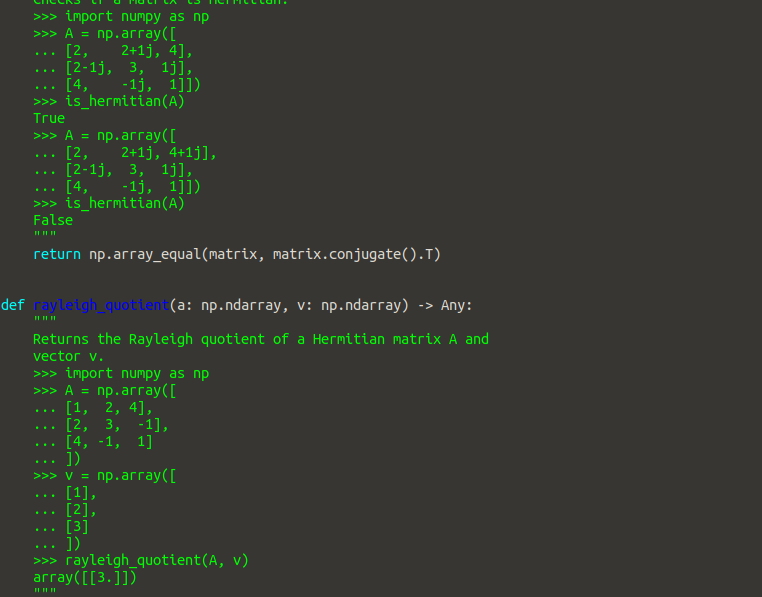 Checks if a matrix is Hermitian.
>>> import numpy as np
>>> A = np.array([
... [2,    2+1j, 4],
... [2-1j,  3,  1j],
... [4,    -1j,  1]])
>>> is_hermitian(A)
True
>>> A = np.array([
... [2,    2+1j, 4+1j],
... [2-1j,  3,  1j],
... [4,    -1j,  1]])
>>> is_hermitian(A)
False
"""
return np.array_equal(matrix, matrix.conjugate().T)
def rayleigh_quotient(a: np.ndarray, v: np.ndarray) -> Any:
"""
Returns the Rayleigh quotient of a Hermitian matrix A and
vector v.
>>> import numpy as np
>>> A = np.array([
... [1,  2, 4],
... [2,  3,  -1],
... [4, -1,  1]
... ])
>>> v = np.array([
... [1],
... [2],
... [3]
... ])
>>> rayleigh_quotient(A, v)
array([[3.]])
"""